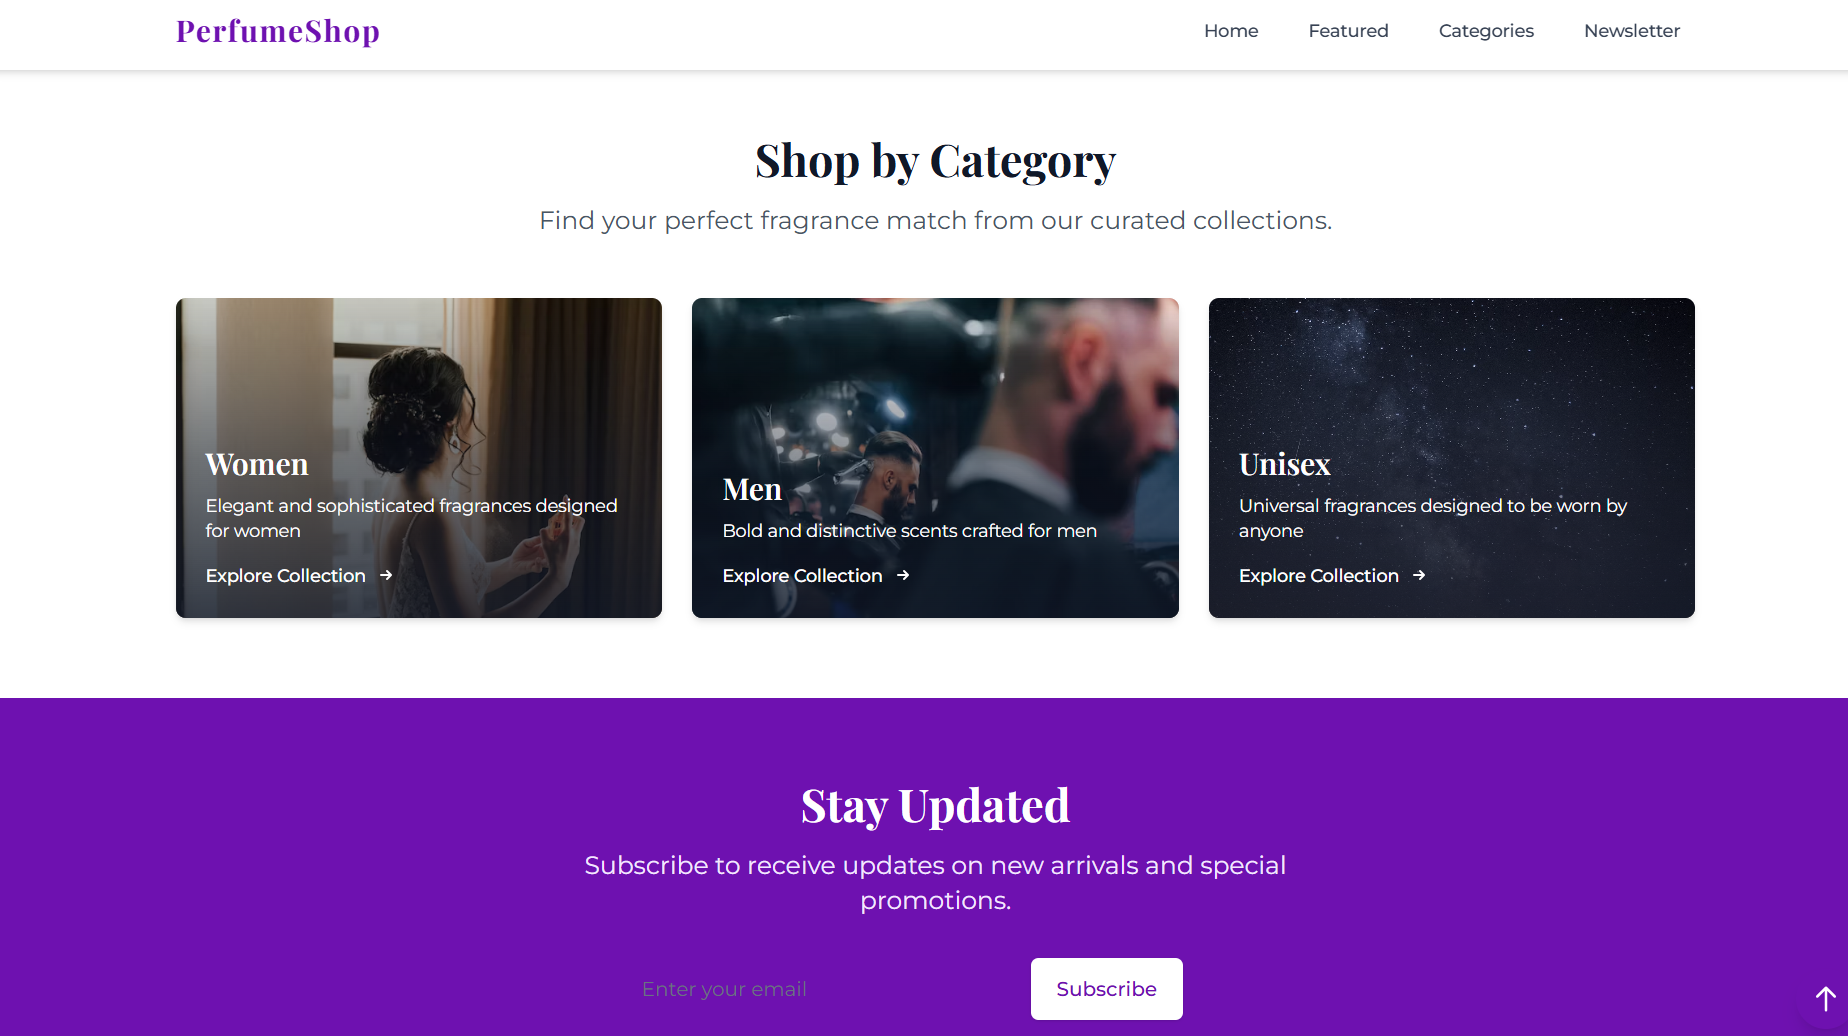 PerfumeShop
Home
Featured
Categories
Newsletter
Shop by Category
Find your perfect fragrance match from our curated collections.
Women
Elegant and sophisticated fragrances designed
for women
Explore Collection →
Men
Bold and distinctive scents crafted for men
Explore Collection →
Unisex
Universal fragrances designed to be worn by
anyone
Explore Collection →
Stay Updated
Subscribe to receive updates on new arrivals and special
promotions.
Enter your email
Subscribe